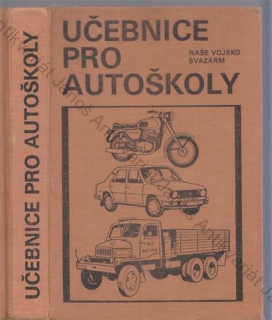 UČEBNICE PRO AUTOŠKOLY
UČEBNICE
PRO
AUTOŠKOLY
NAŠE VOJSKO
SVAZARM